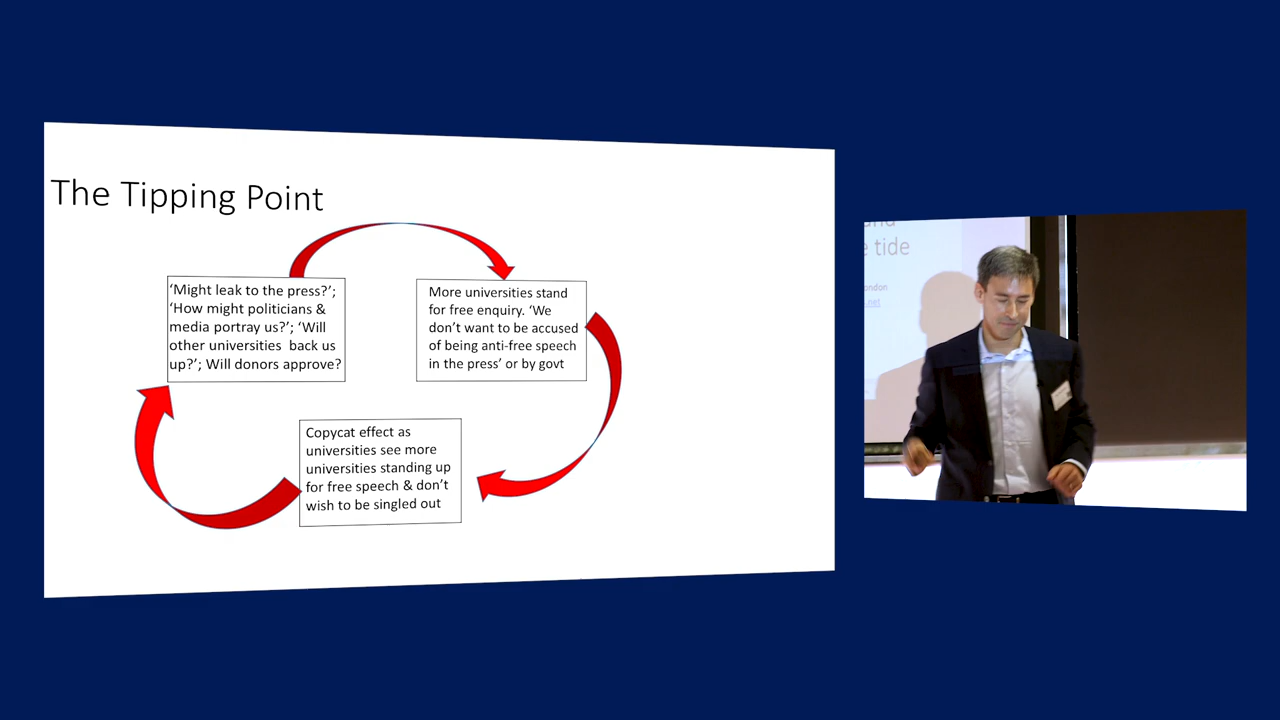 The Tipping Point
‘Might leak to the press?’;
‘How might politicians &
media portray us?’; ‘Will
other universities  back us
up?’; Will donors approve?
More universities stand
for free enquiry. ‘We
don’t want to be accused
of being anti-free speech
in the press’ or by govt
Copycat effect as
universities see more
universities standing up
for free speech & don’t
wish to be singled out
tide